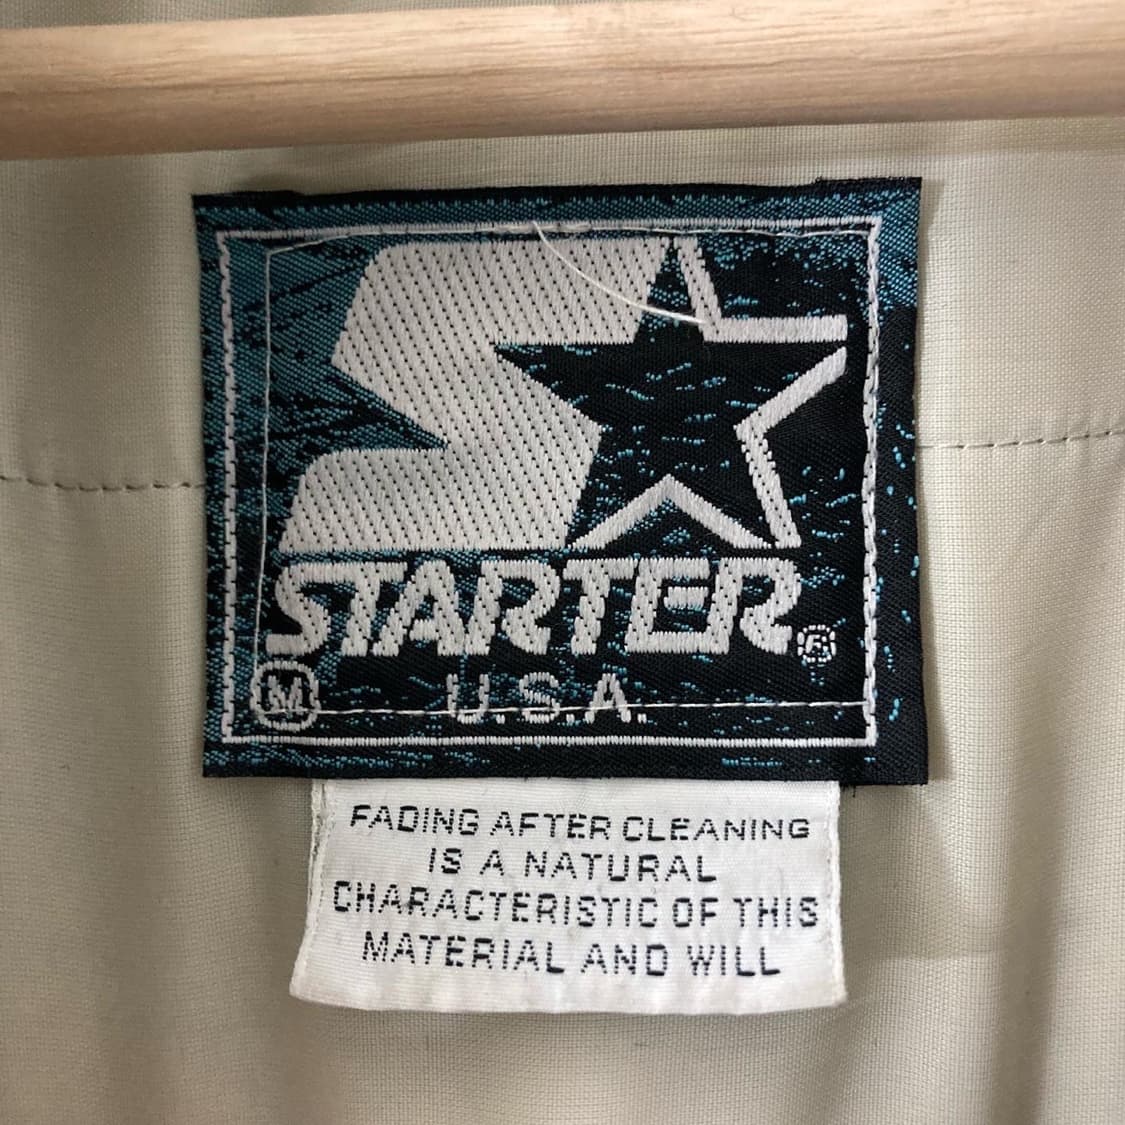 STARTER®
M U.S.A.
FADING AFTER CLEANING
IS A NATURAL
CHARACTERISTIC OF THIS
MATERIAL AND WILL